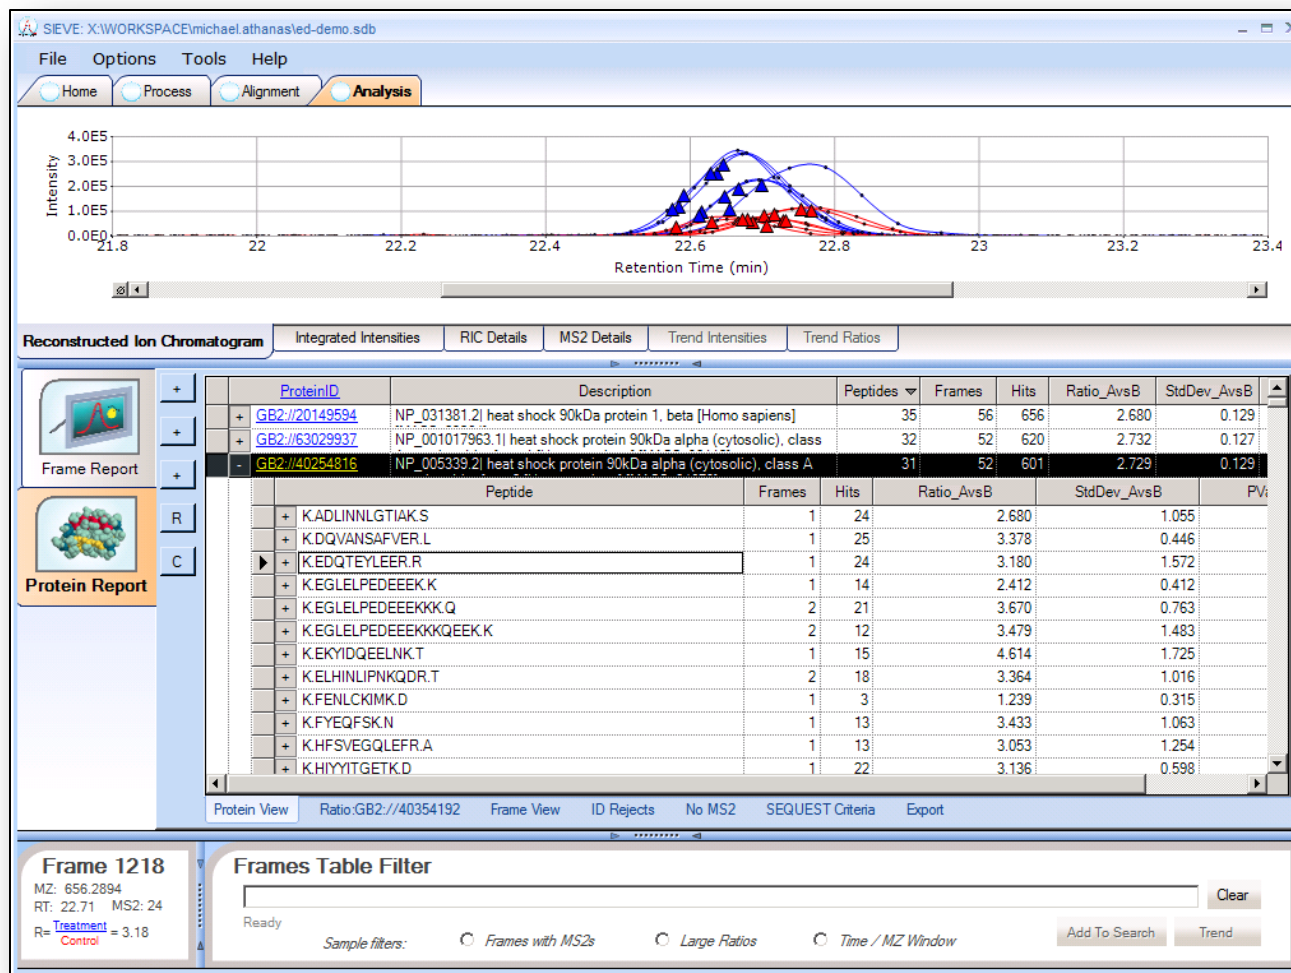 SIEVE: X:\WORKSPACE\michael.athanas\ed-demo.sdb
File Options Tools Help
Home Process Alignment Analysis
4.0E5
3.0E5
2.0E5
1.0E5
0.0E0
Intensity
21.8 22 22.2 22.4 22.6 22.8 23 23.2 23.4
Retention Time (min)
Reconstructed Ion Chromatogram Integrated Intensities RIC Details MS2 Details Trend Intensities Trend Ratios
Frame Report
Protein Report
+
+
+
R
C
ProteinID Description Peptides Frames Hits Ratio_AvsB StdDev_AvsB
+ GB2://20149594 NP_031381.2| heat shock 90kDa protein 1, beta [Homo sapiens] 35 56 656 2.680 0.129
+ GB2://63029937 NP_001017963.1| heat shock protein 90kDa alpha (cytosolic), class 32 52 620 2.732 0.127
- GB2://40254816 NP_005339.2| heat shock protein 90kDa alpha (cytosolic), class A 31 52 601 2.729 0.129
Peptide Frames Hits Ratio_AvsB StdDev_AvsB PVa
+ K.ADLINNLGTIAK.S 1 24 2.680 1.055
+ K.DQVANSAFVER.L 1 25 3.378 0.446
+ K.EDQTEYLEER.R 1 24 3.180 1.572
+ K.EGLELPEDEEEK.K 1 14 2.412 0.412
+ K.EGLELPEDEEEKKK.Q 2 21 3.670 0.763
+ K.EGLELPEDEEEKKKQEEK.K 2 12 3.479 1.483
+ K.EKYIDQEELNK.T 1 15 4.614 1.725
+ K.ELHINLIPNKQDR.T 2 18 3.364 1.016
+ K.FENLCKIMK.D 1 3 1.239 0.315
+ K.FYEQFSK.N 1 13 3.433 1.063
+ K.HFSVEGQLEFR.A 1 13 3.053 1.254
+ K.HIYYITGETK.D 1 22 3.136 0.598
Protein View Ratio:GB2://40354192 Frame View ID Rejects No MS2 SEQUEST Criteria Export
Frame 1218
MZ: 656.2894
RT: 22.71 MS2: 24
R= Treatment = 3.18
Control
Frames Table Filter
Clear
Ready
Sample filters: Frames with MS2s Large Ratios Time / MZ Window Add To Search Trend